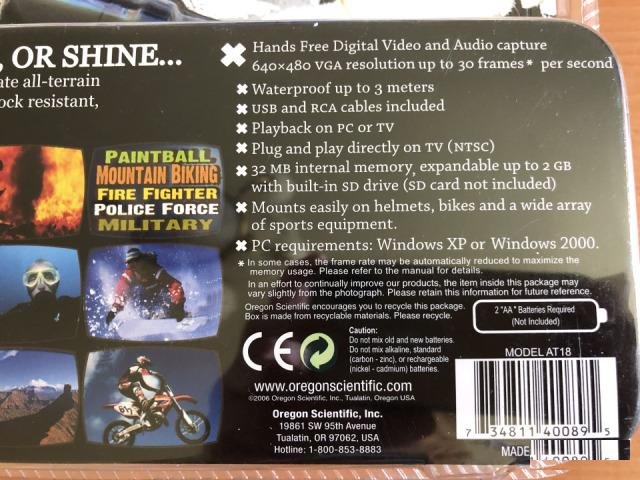 , OR SHINE...
ate all-terrain
ock resistant,
Hands Free Digital Video and Audio capture
640×480 VGA resolution up to 30 frames* per second
Waterproof up to 3 meters
USB and RCA cables included
Playback on PC or TV
Plug and play directly on TV (NTSC)
32 MB internal memory, expandable up to 2 GB
with built-in SD drive (SD card not included)
Mounts easily on helmets, bikes and a wide array
of sports equipment.
PC requirements: Windows XP or Windows 2000.
* In some cases, the frame rate may be automatically reduced to maximize the
memory usage. Please refer to the manual for details.
In an effort to continually improve our products, the item inside this package may
vary slightly from the photograph. Please retain this information for future reference.
Oregon Scientific encourages you to recycle this package.
Box is made from recyclable materials. Please recycle.
2 "AA" Batteries Required
(Not Included)
PAINTBALL,
MOUNTAIN BIKING
FIRE FIGHTER
POLICE FORCE
MILITARY
CE
Caution:
Do not mix old and new batteries.
Do not mix alkaline, standard
(carbon - zinc), or rechargeable
(nickel - cadmium) batteries.
www.oregonscientific.com
©2006 Oregon Scientific, Inc., Tualatin, Oregon USA
Oregon Scientific, Inc.
19861 SW 95th Avenue
Tualatin, OR 97062, USA
Hotline: 1-800-853-8883
MODEL AT18
7 34811 40089 5
MADE